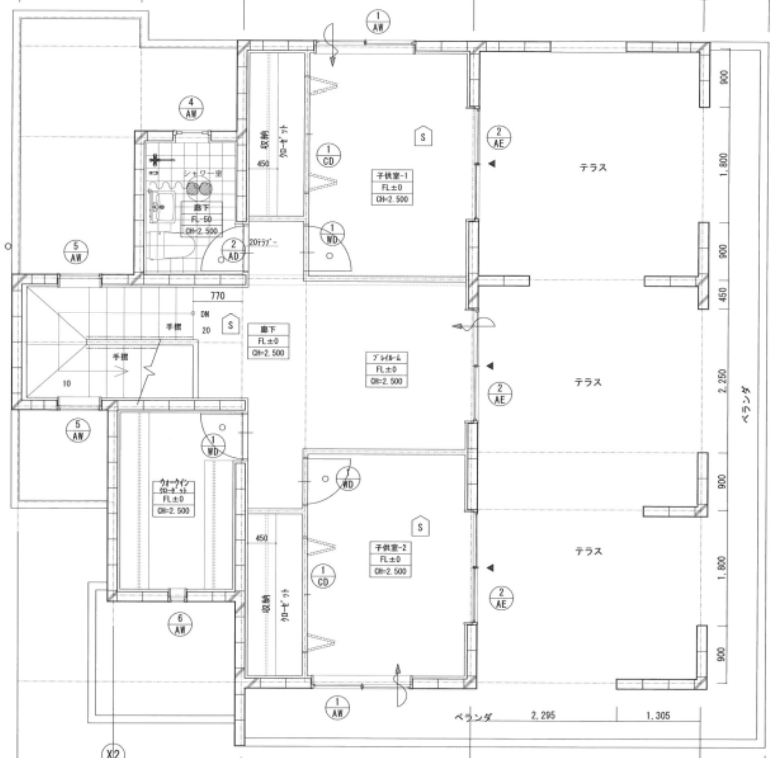 1
AW
4
AW
収納
クローゼット
450
1
CD
S
子供室-1
FL±0
CH=2.500
2
AE
テラス
900
1,800
900
シャワー室
廊下
FL-50
CH=2.500
2
AD
1
WD
5
AW
770
DN
20
S
手摺
手摺
10
廊下
FL±0
CH=2.500
プレイルーム
FL±0
CH=2.500
2
AE
テラス
450
2,250
ベランダ
5
AW
1
WD
ウォークイン
クローゼット
FL±0
CH=2.500
1
WD
900
450
収納
クローゼット
1
CD
S
子供室-2
FL±0
CH=2.500
2
AE
テラス
1,800
900
6
AW
1
AW
ベランダ
2,295
1,305
X2